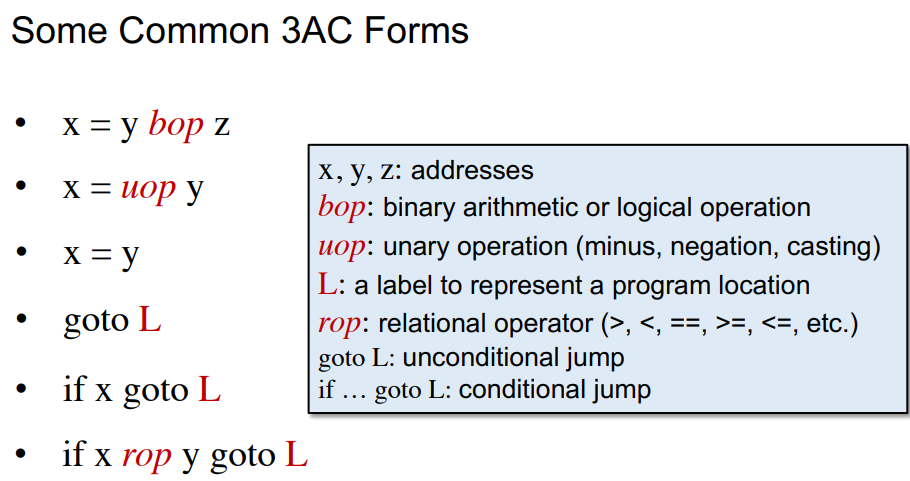 Some Common 3AC Forms
• x = y bop z
• x = uop y
• x = y
• goto L
• if x goto L
• if x rop y goto L
x, y, z: addresses
bop: binary arithmetic or logical operation
uop: unary operation (minus, negation, casting)
L: a label to represent a program location
rop: relational operator (>, <, ==, >=, <=, etc.)
goto L: unconditional jump
if … goto L: conditional jump